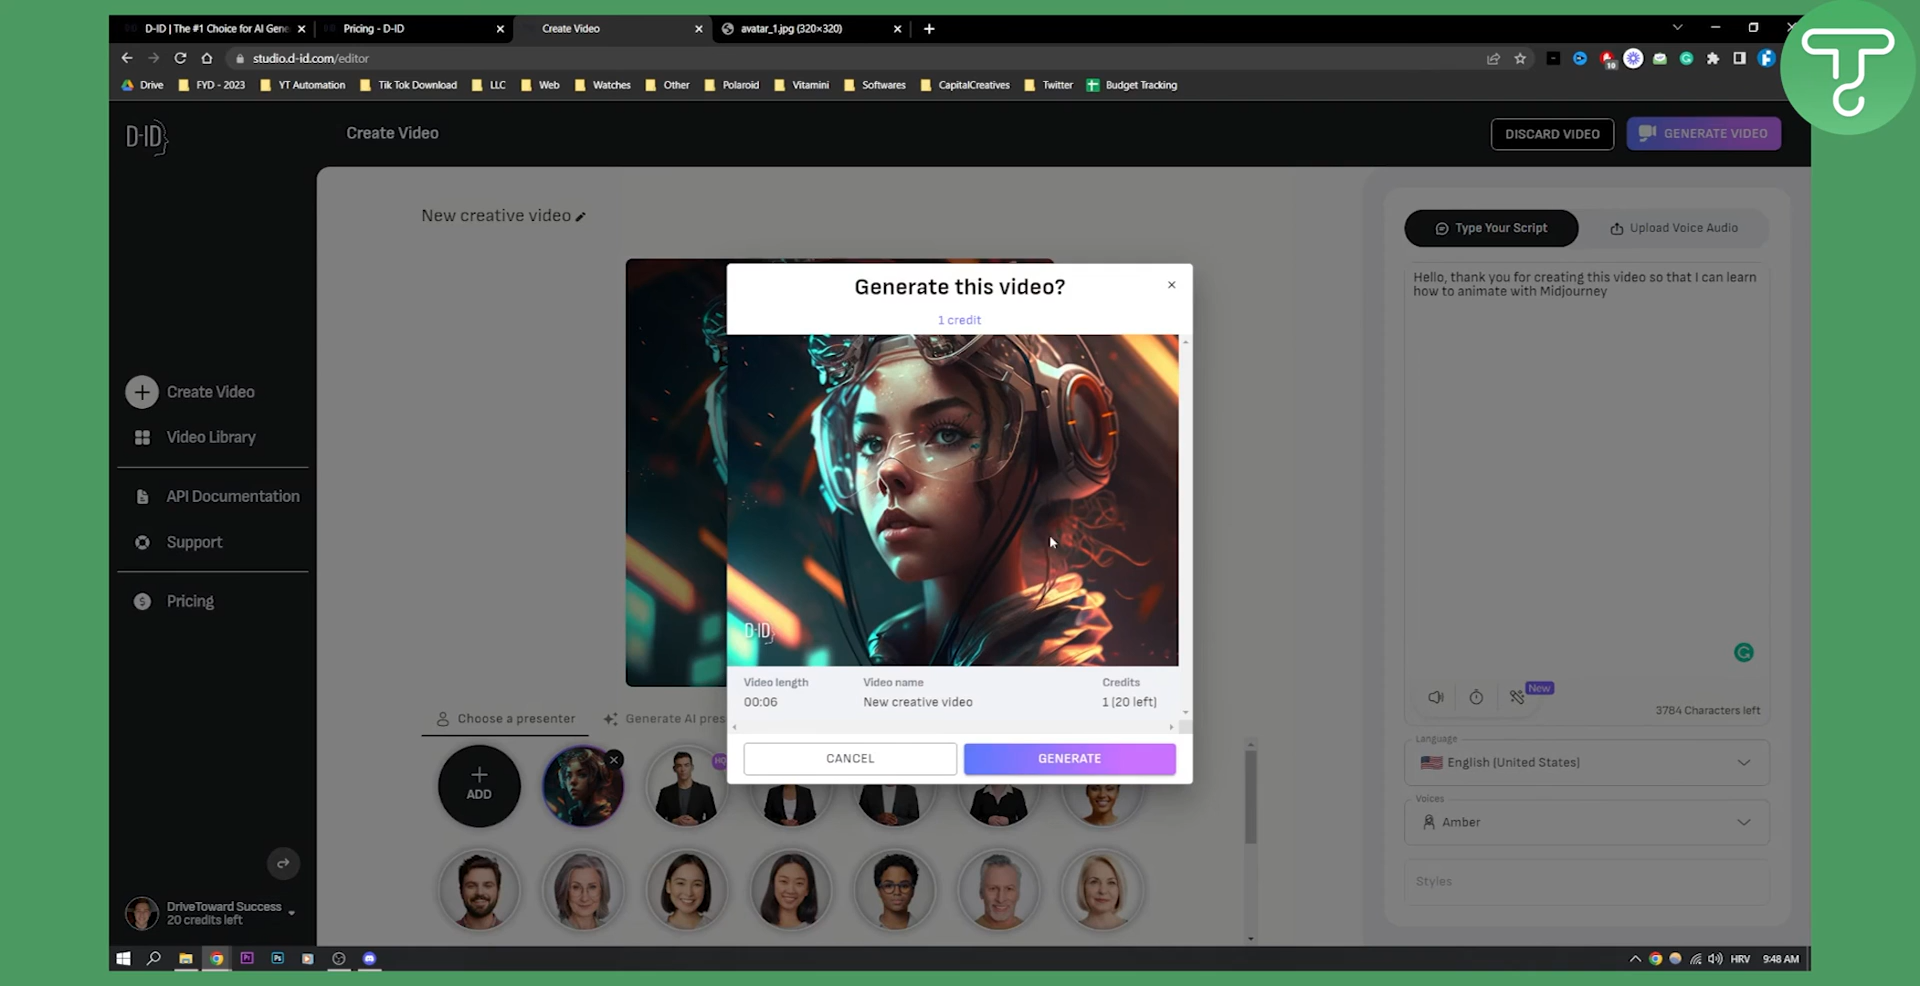 D-ID | The #1 Choice for AI Gene
Pricing - D-ID
Create Video
avatar_1.jpg (320×320)
studio.d-id.com/editor
10
Drive
FYD - 2023
YT Automation
Tik Tok Download
LLC
Web
Watches
Other
Polaroid
Vitamini
Softwares
CapitalCreatives
Twitter
Budget Tracking
D-ID
Create Video
DISCARD VIDEO
GENERATE VIDEO
New creative video
Type Your Script
Upload Voice Audio
Generate this video?
1 credit
Hello, thank you for creating this video so that I can learn
how to animate with Midjourney
Create Video
Video Library
API Documentation
Support
Pricing
D-ID
Video length
Video name
Credits
00:06
New creative video
1 (20 left)
New
3784 Characters left
Choose a presenter
Generate AI pres
CANCEL
GENERATE
ADD
HQ
Language
English (United States)
Voices
Amber
Styles
DriveToward Success
20 credits left
Pr
Ps
HRV
9:48 AM